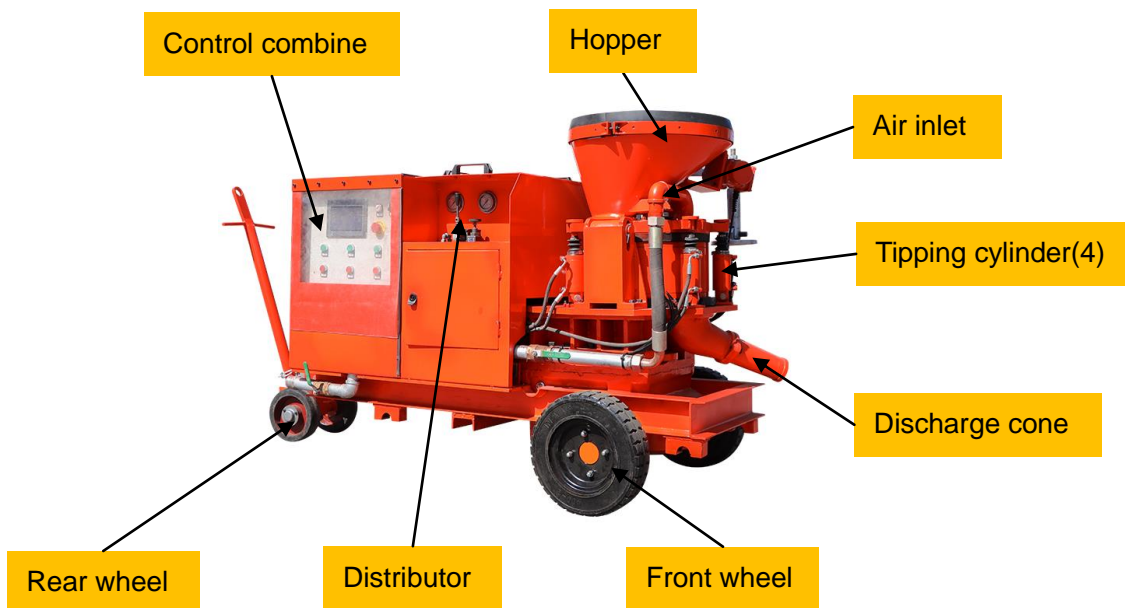 Control combine
Hopper
Air inlet
Tipping cylinder(4)
Discharge cone
Rear wheel
Distributor
Front wheel